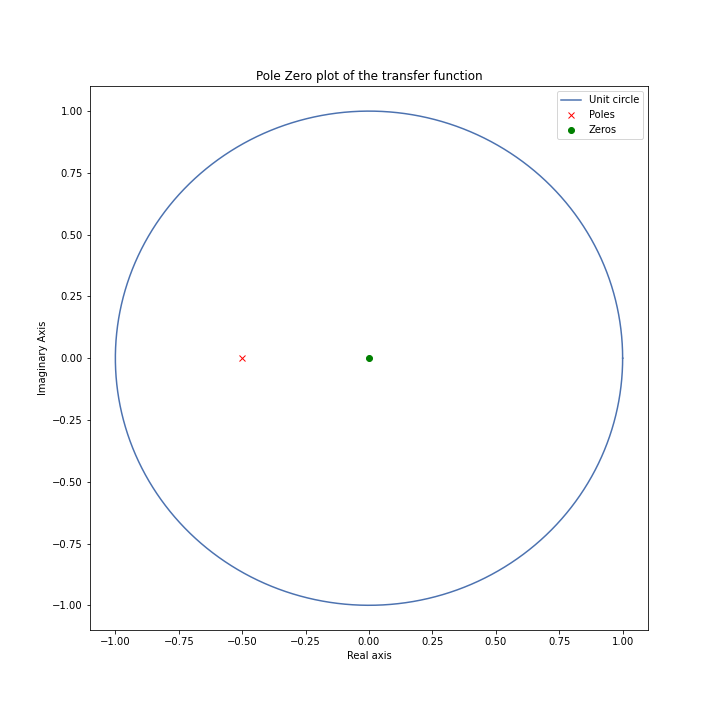 Pole Zero plot of the transfer function
Unit circle
Poles
Zeros
1.00
0.75
0.50
0.25
0.00
−0.25
−0.50
−0.75
−1.00
Imaginary Axis
−1.00 −0.75 −0.50 −0.25 0.00 0.25 0.50 0.75 1.00
Real axis